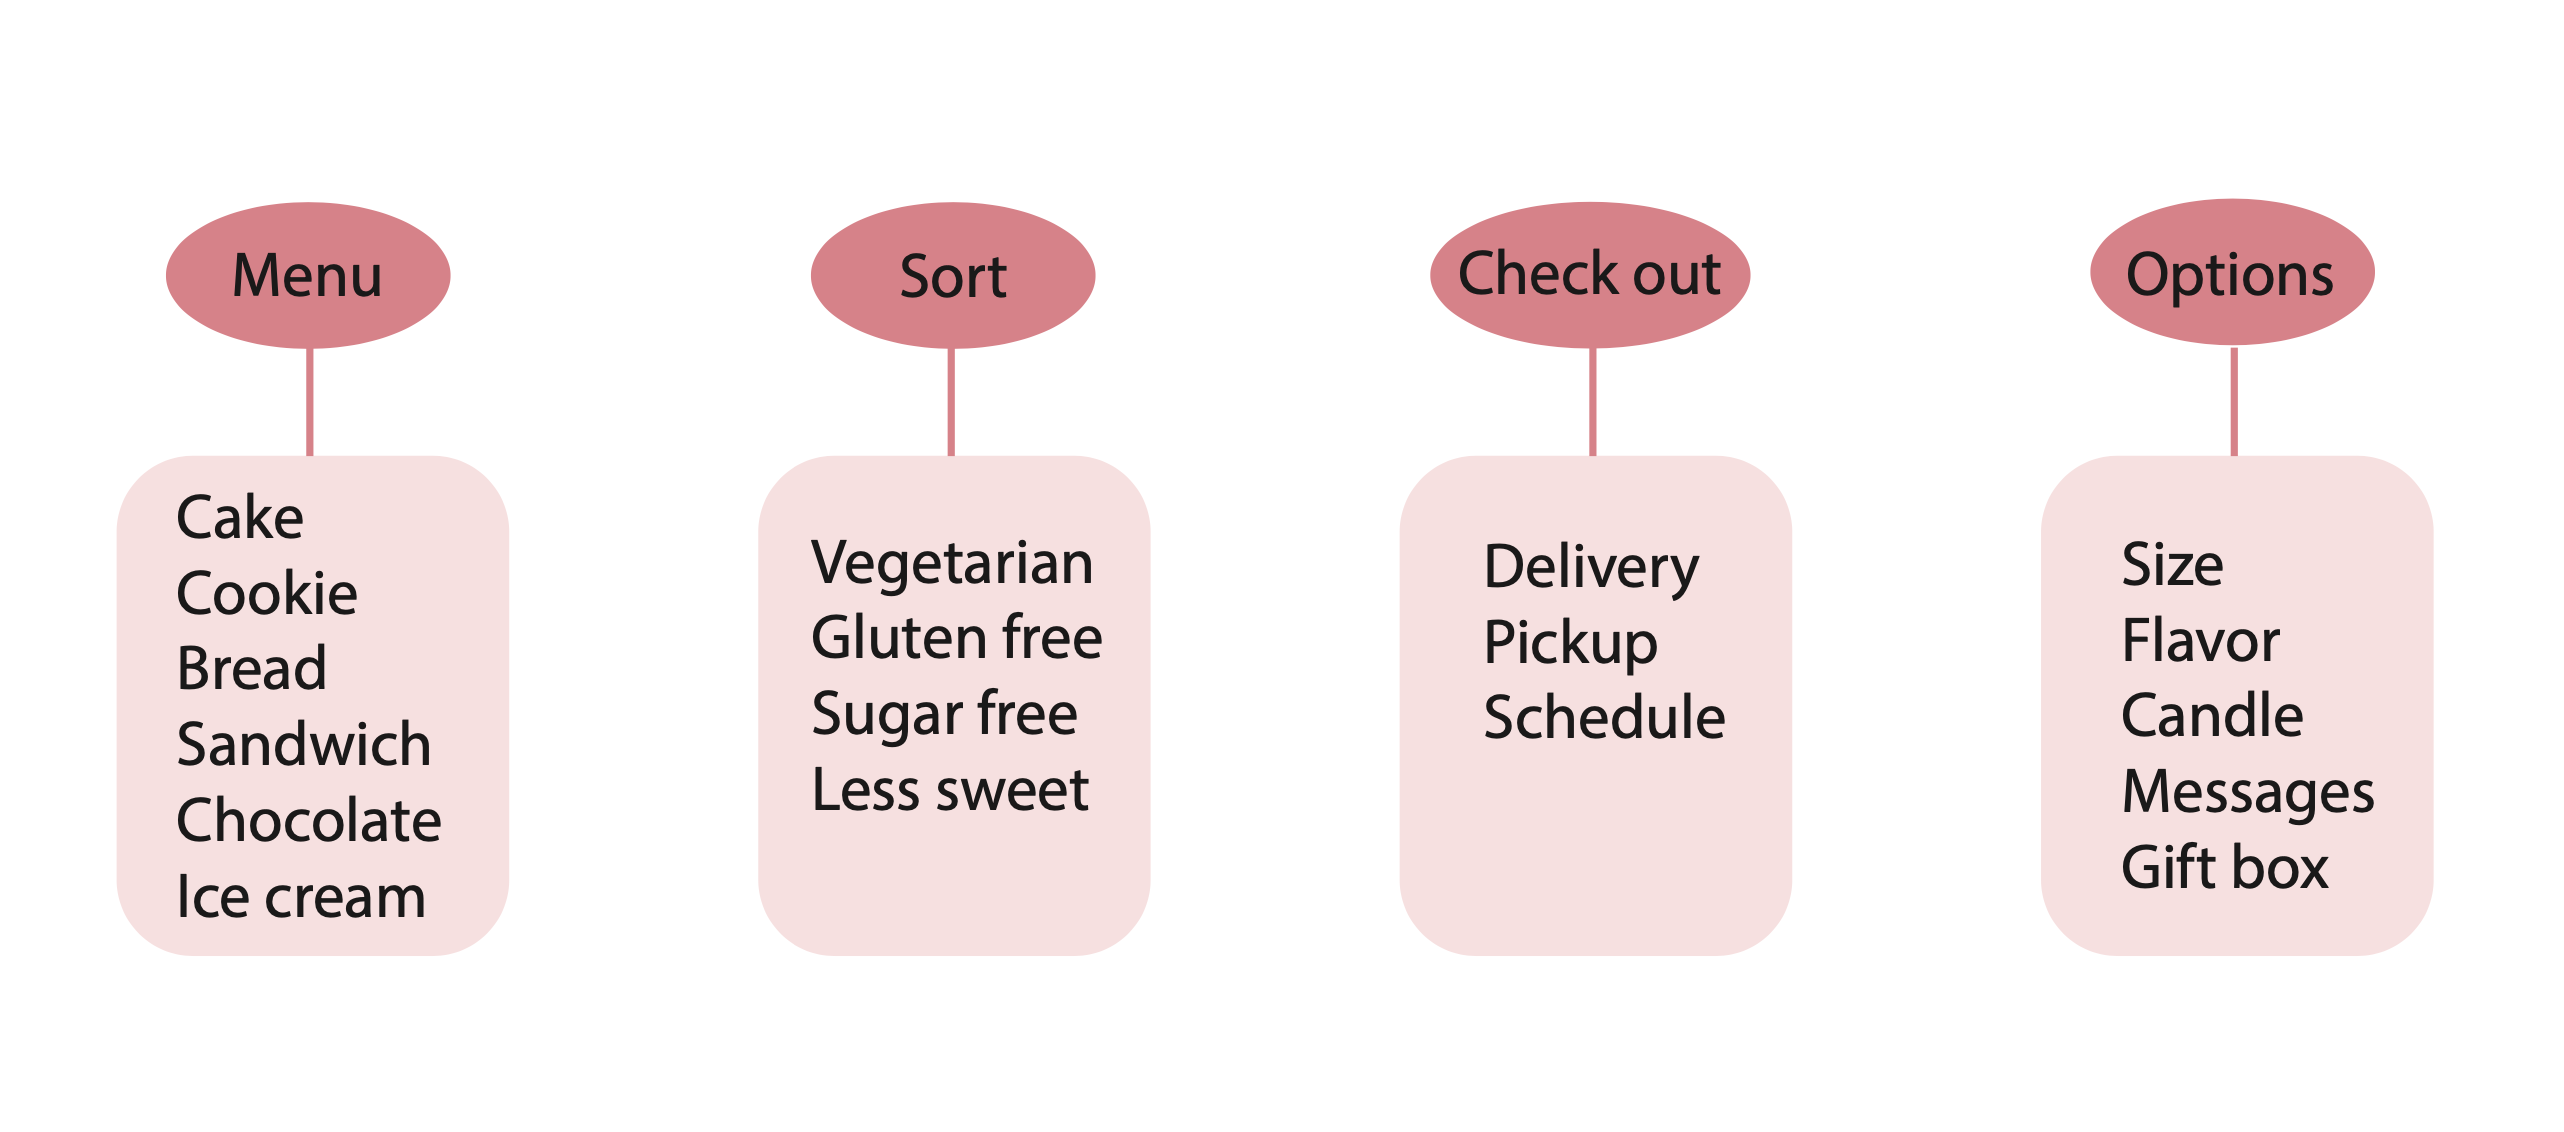 Menu
Cake
Cookie
Bread
Sandwich
Chocolate
Ice cream
Sort
Vegetarian
Gluten free
Sugar free
Less sweet
Check out
Delivery
Pickup
Schedule
Options
Size
Flavor
Candle
Messages
Gift box